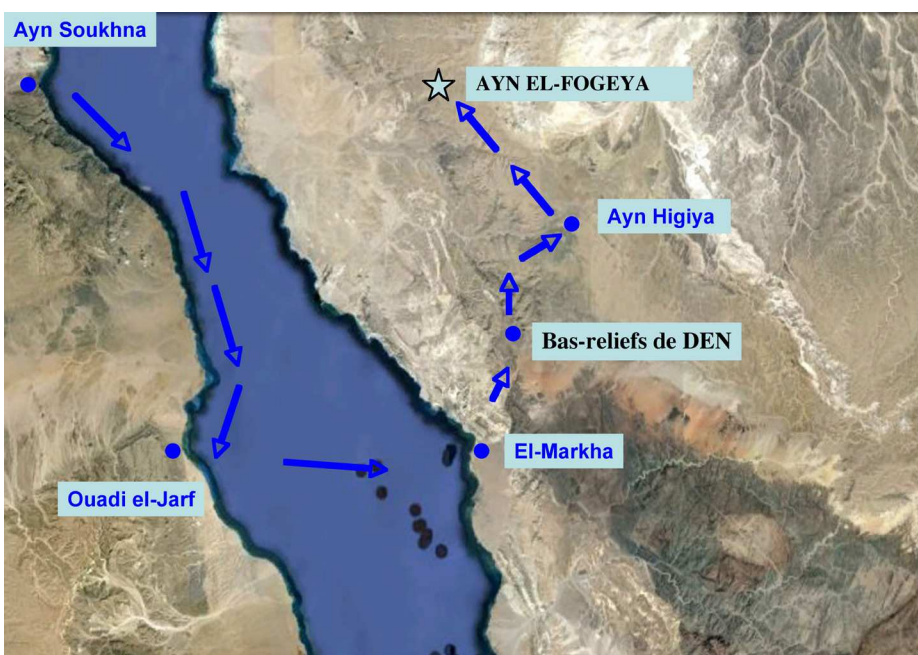 Ayn Soukhna
AYN EL-FOGEYA
Ayn Higiya
Bas-reliefs de DEN
El-Markha
Ouadi el-Jarf